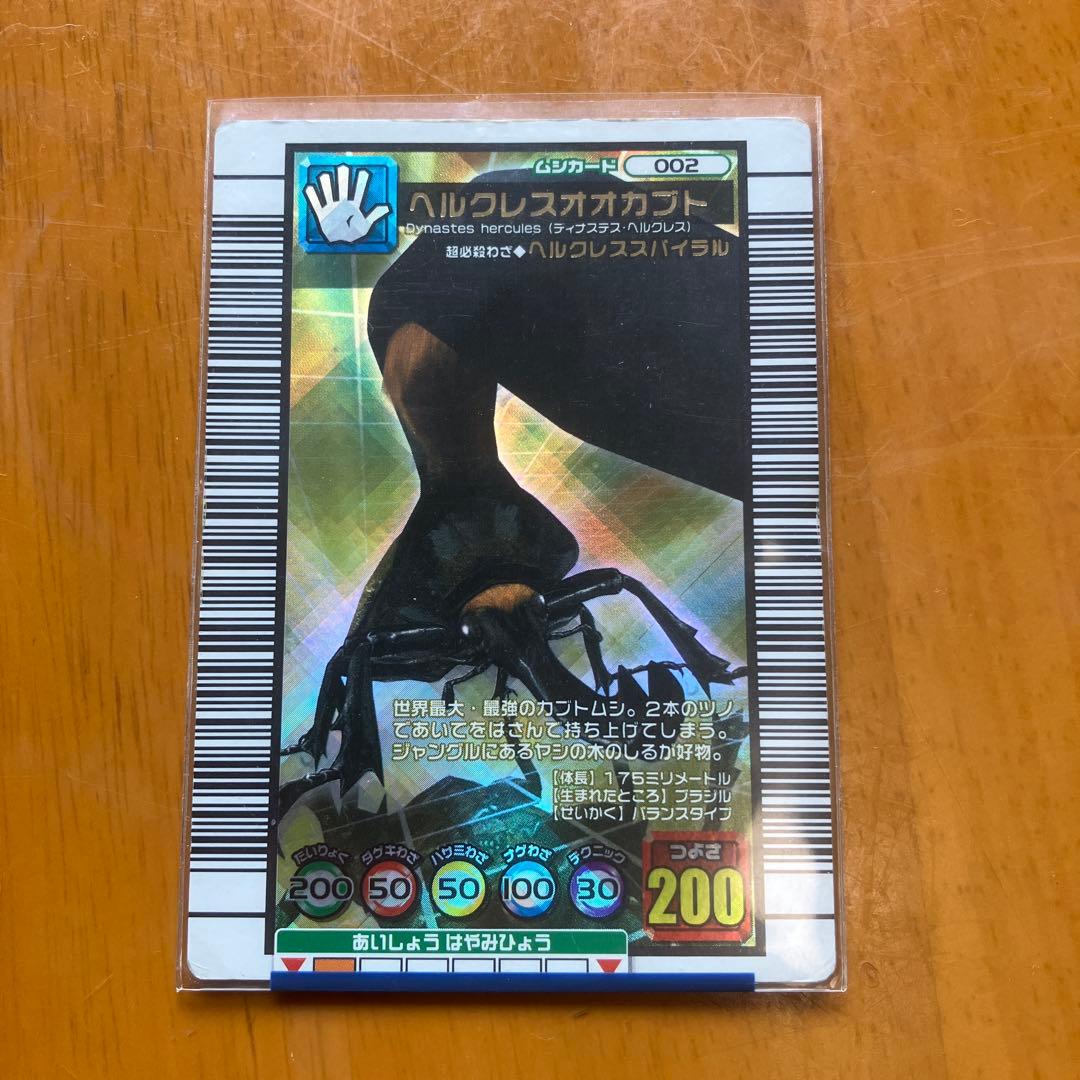 ムシカード 002
ヘルクレスオオカブト
Dynastes hercules (ディナステス・ヘルクレス)
超必殺わざ◆ヘルクレススパイラル
世界最大・最強のカブトムシ。2本のツノ
であいてをはさんで持ち上げてしまう。
ジャングルにあるヤシの木のしるが好物。
【体長】175ミリメートル
【生まれたところ】ブラジル
【せいかく】バランスタイプ
たいりょく ダゲキわざ ハサミわざ ナゲわざ テクニック つよさ
200 50 50 100 30 200
あいしょう はやみひょう